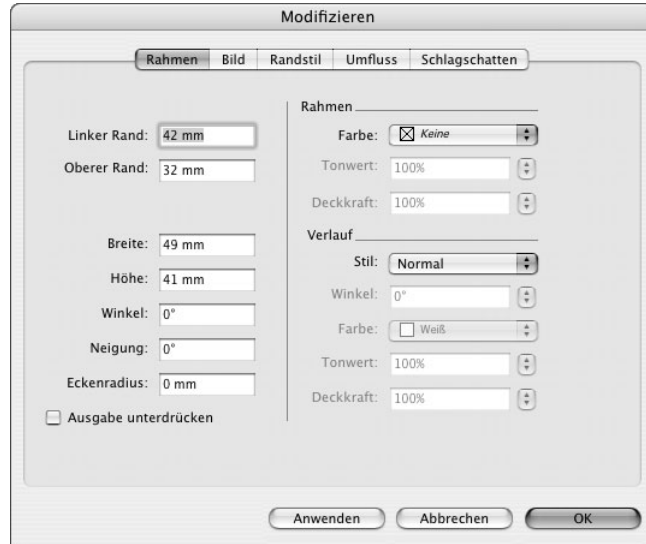 Modifizieren
Rahmen Bild Randstil Umfluss Schlagschatten
Linker Rand: 42 mm
Oberer Rand: 32 mm
Breite: 49 mm
Höhe: 41 mm
Winkel: 0°
Neigung: 0°
Eckenradius: 0 mm
Ausgabe unterdrücken
Rahmen
Farbe: Keine
Tonwert: 100%
Deckkraft: 100%
Verlauf
Stil: Normal
Winkel: 0°
Farbe: Weiß
Tonwert: 100%
Deckkraft: 100%
Anwenden Abbrechen OK